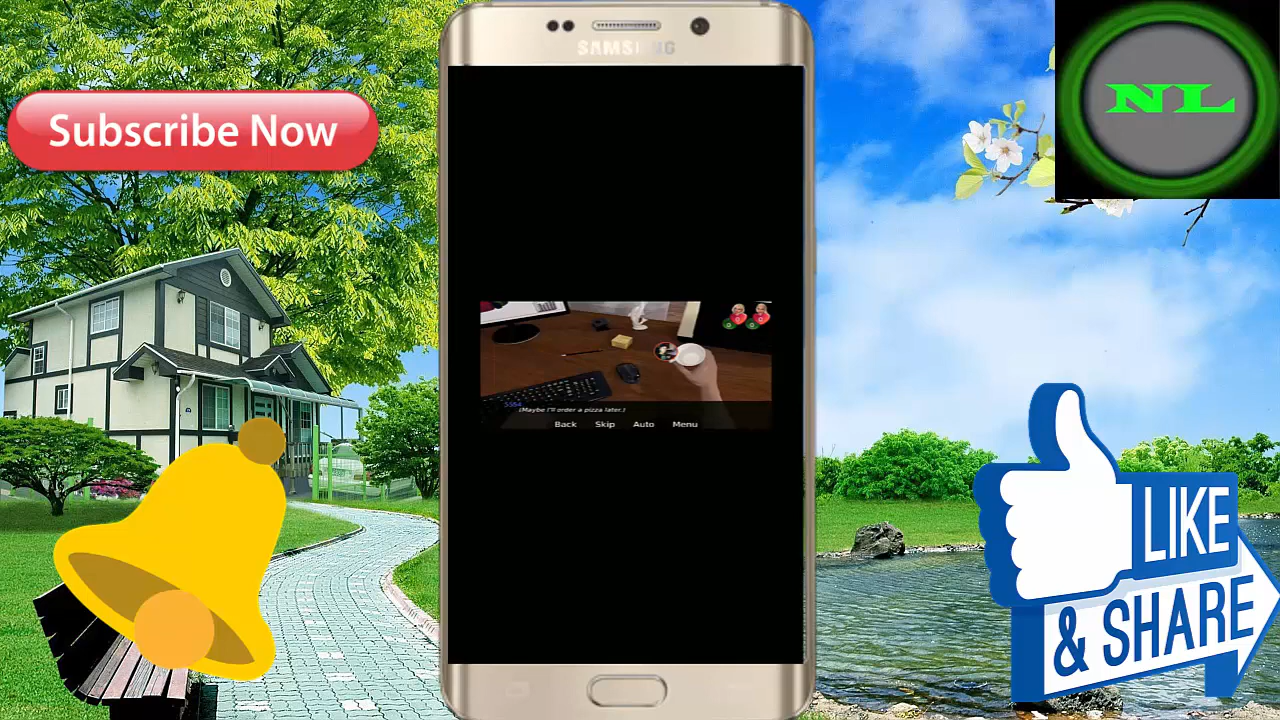 Subscribe Now
SAMSUNG
NL
(Maybe I'll order a pizza later.)
Back Skip Auto Menu
LIKE
& SHARE